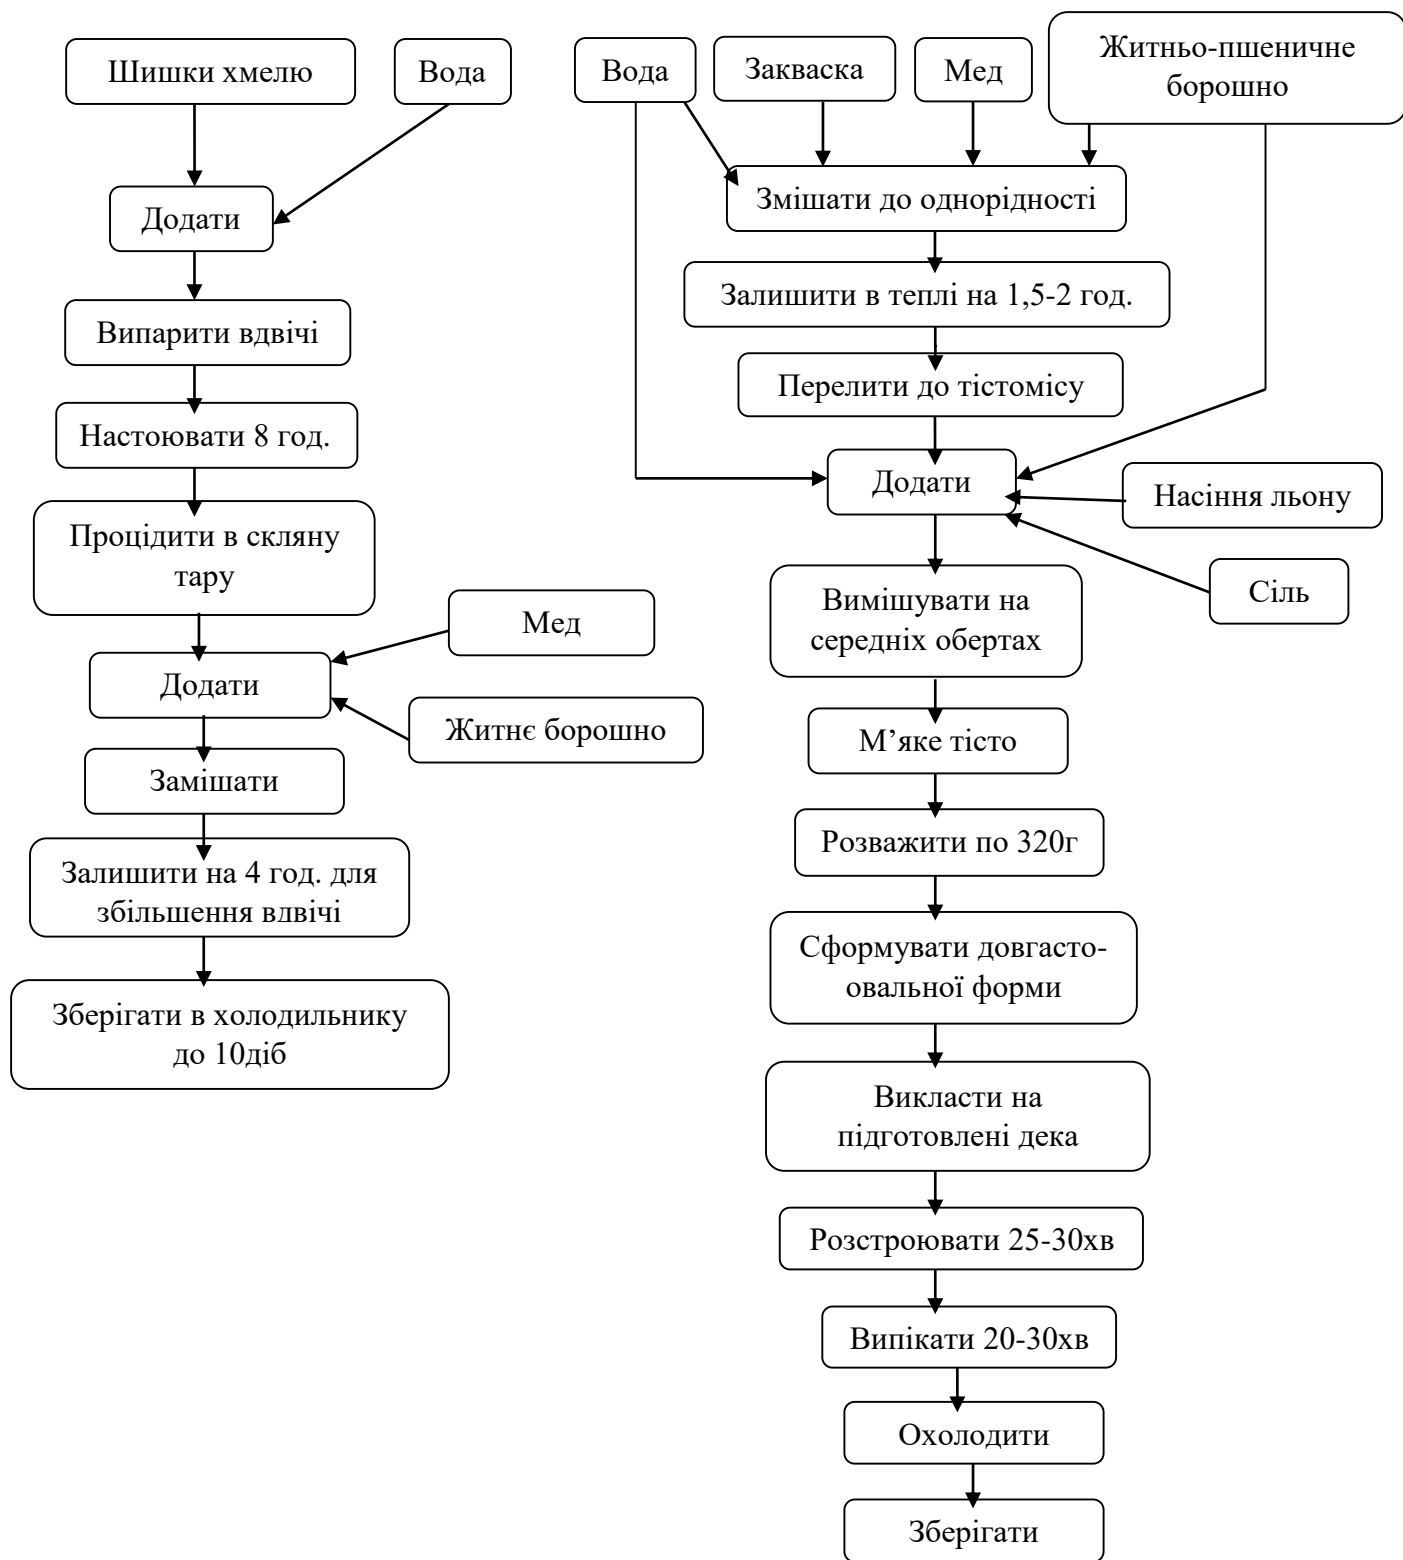 Шишки хмелю
Вода
Додати
Випарити вдвічі
Настоювати 8 год.
Процідити в скляну
тару
Мед
Додати
Житнє борошно
Замішати
Залишити на 4 год. для
збільшення вдвічі
Зберігати в холодильнику
до 10діб
Вода
Закваска
Мед
Житньо-пшеничне
борошно
Змішати до однорідності
Залишити в теплі на 1,5-2 год.
Перелити до тістомісу
Додати
Насіння льону
Сіль
Вимішувати на
середніх обертах
М’яке тісто
Розважити по 320г
Сформувати довгасто-
овальної форми
Викласти на
підготовлені дека
Розстроювати 25-30хв
Випікати 20-30хв
Охолодити
Зберігати